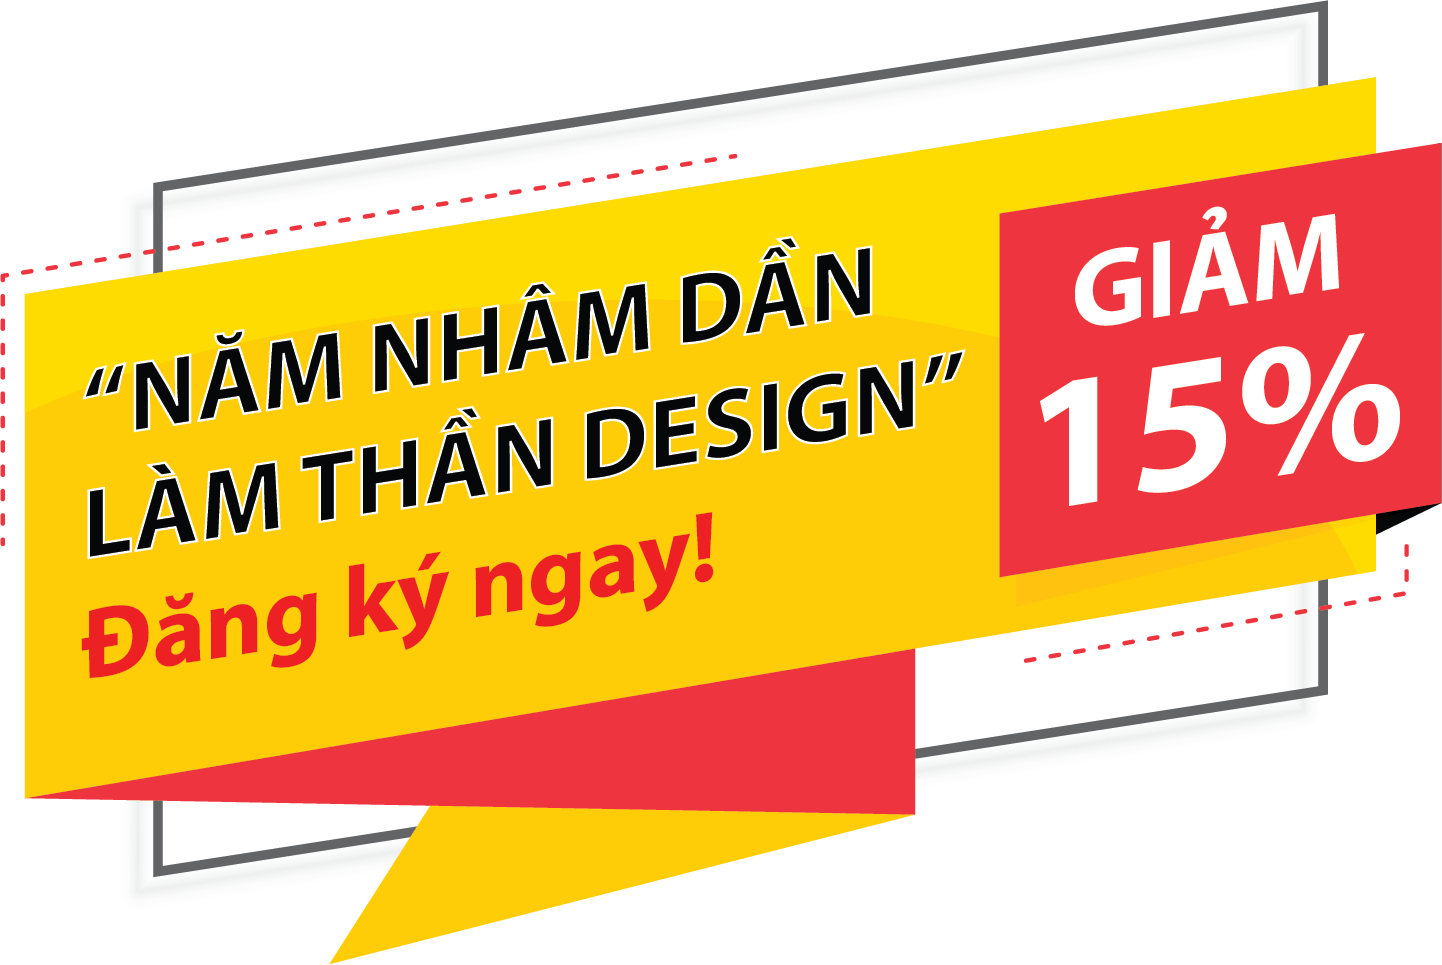 “NĂM NHÂM DẦN
LÀM THẦN DESIGN”
Đăng ký ngay!
GIẢM
15%